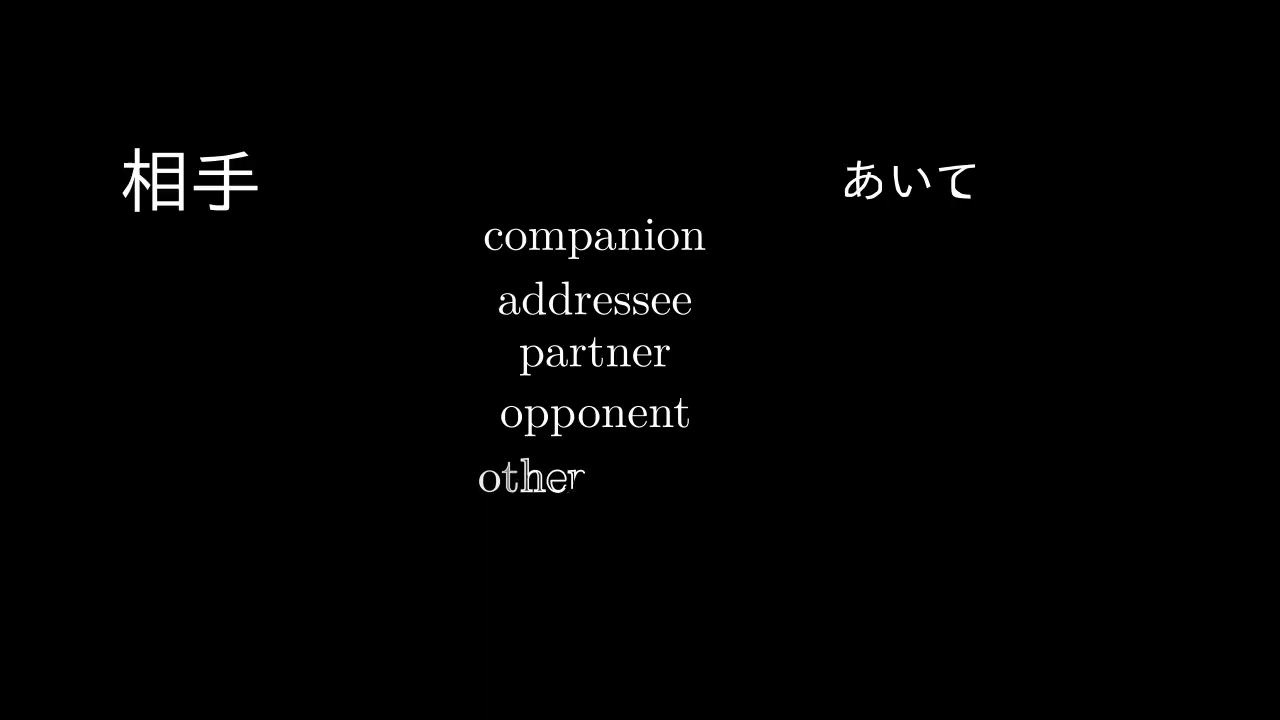 相手
あいて
companion
addressee
partner
opponent
other